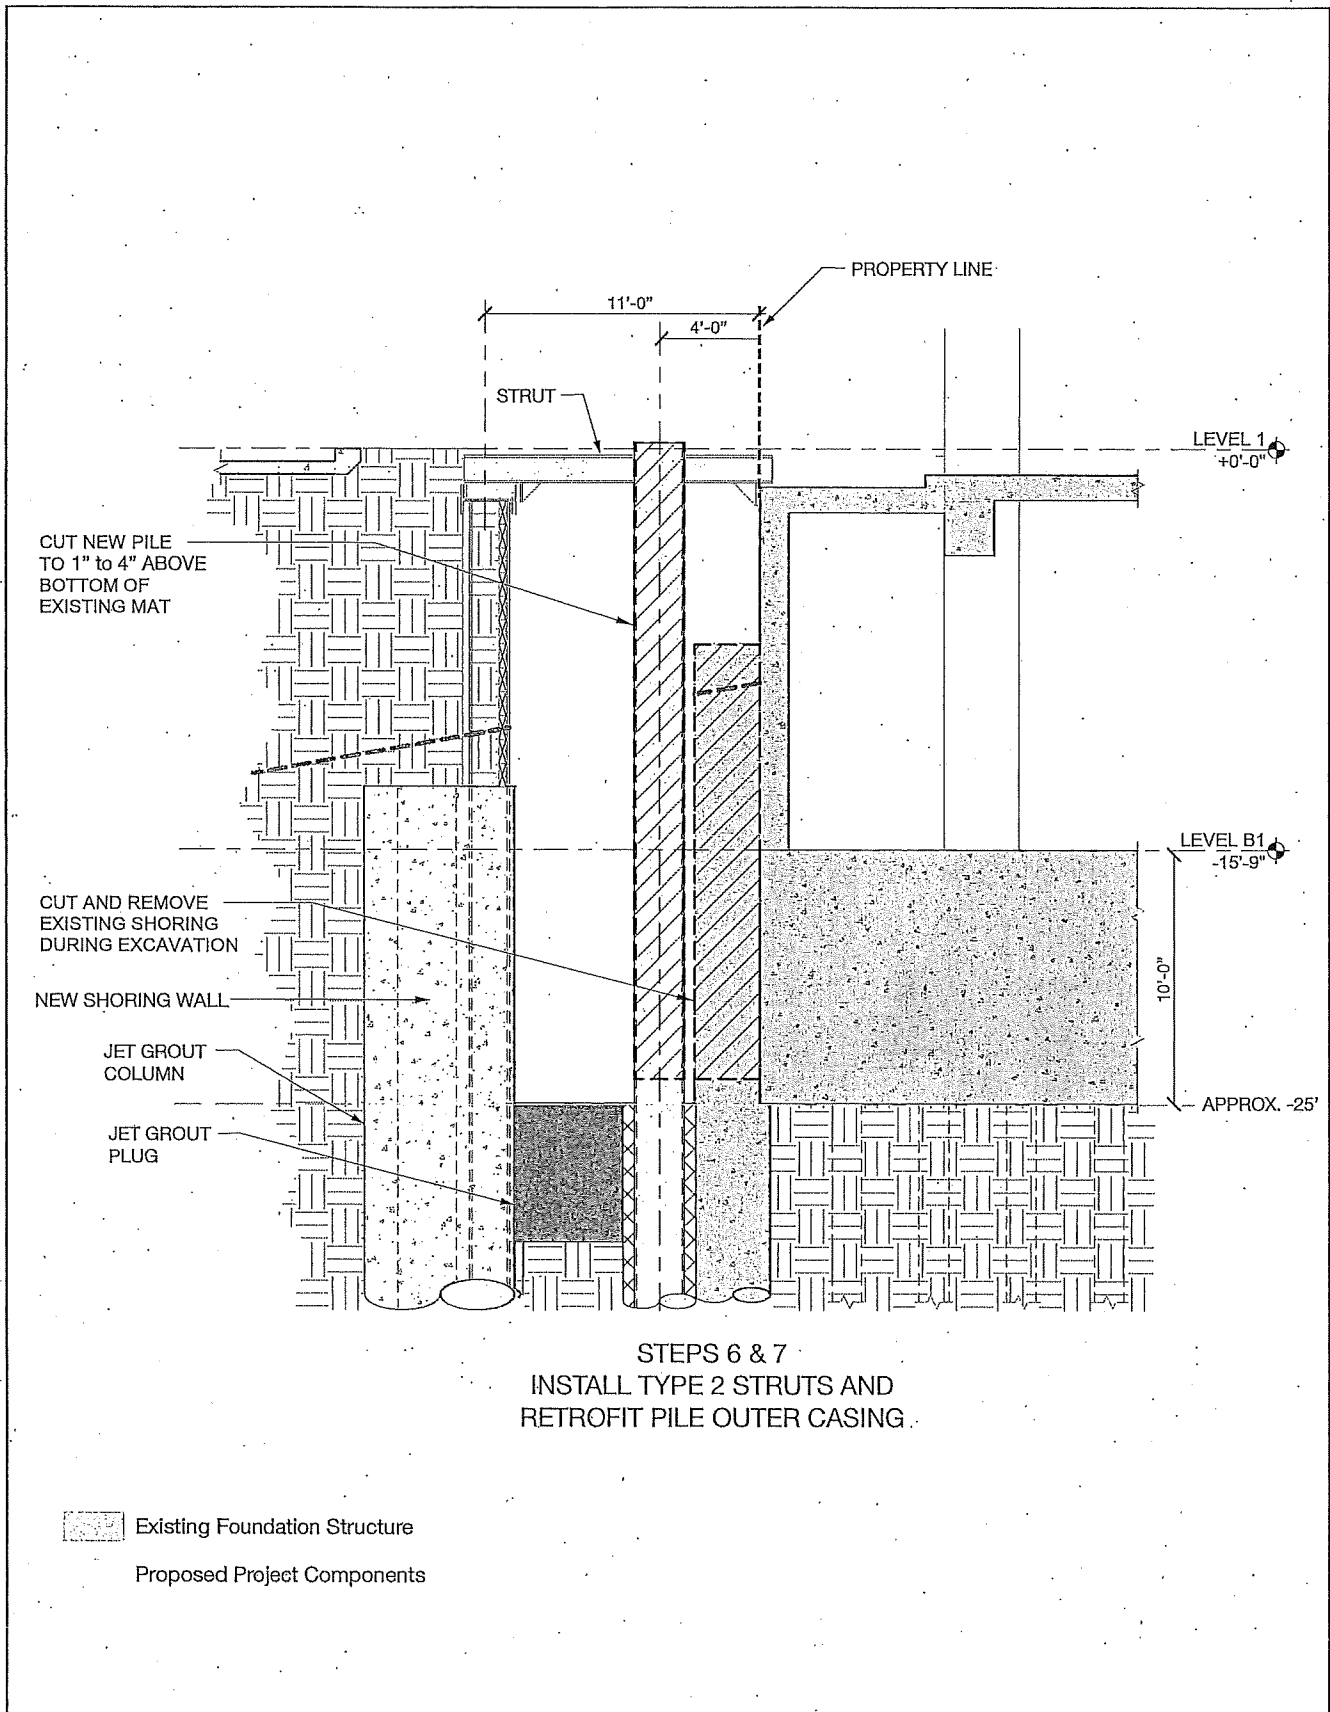 PROPERTY LINE
11'-0"
4'-0"
STRUT
LEVEL 1
+0'-0"
CUT NEW PILE
TO 1" to 4" ABOVE
BOTTOM OF
EXISTING MAT
LEVEL B1
-15'-9"
CUT AND REMOVE
EXISTING SHORING
DURING EXCAVATION
10'-0"
NEW SHORING WALL
JET GROUT
COLUMN
APPROX. -25'
JET GROUT
PLUG
STEPS 6 & 7
INSTALL TYPE 2 STRUTS AND
RETROFIT PILE OUTER CASING
Existing Foundation Structure
Proposed Project Components